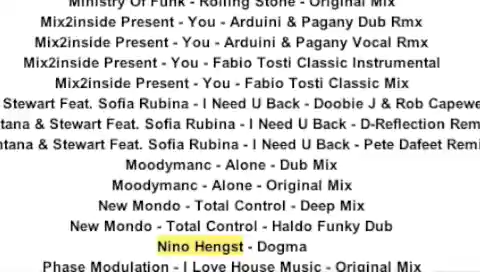 Ministry Of Funk - Rolling Stone - Original Mix
Mix2inside Present - You - Arduini & Pagany Dub Rmx
Mix2inside Present - You - Arduini & Pagany Vocal Rmx
Mix2inside Present - You - Fabio Tosti Classic Instrumental
Mix2inside Present - You - Fabio Tosti Classic Mix
Stewart Feat. Sofia Rubina - I Need U Back - Doobie J & Rob Capewe
ntana & Stewart Feat. Sofia Rubina - I Need U Back - D-Reflection Rem
ntana & Stewart Feat. Sofia Rubina - I Need U Back - Pete Dafeet Remi
Moodymanc - Alone - Dub Mix
Moodymanc - Alone - Original Mix
New Mondo - Total Control - Deep Mix
New Mondo - Total Control - Haldo Funky Dub
Nino Hengst - Dogma
Phase Modulation - I Love House Music - Original Mix